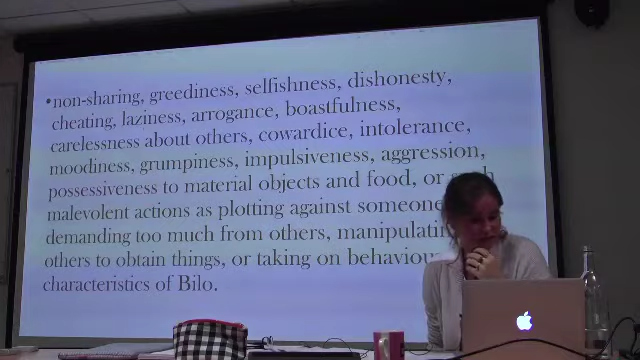 •non-sharing, greediness, selfishness, dishonesty,
cheating, laziness, arrogance, boastfulness,
carelessness about others, cowardice, intolerance,
moodiness, grumpiness, impulsiveness, aggression,
possessiveness to material objects and food, or
malevolent actions as plotting against someone
demanding too much from others,
others to obtain things, or taking on
characteristics of Bilo.